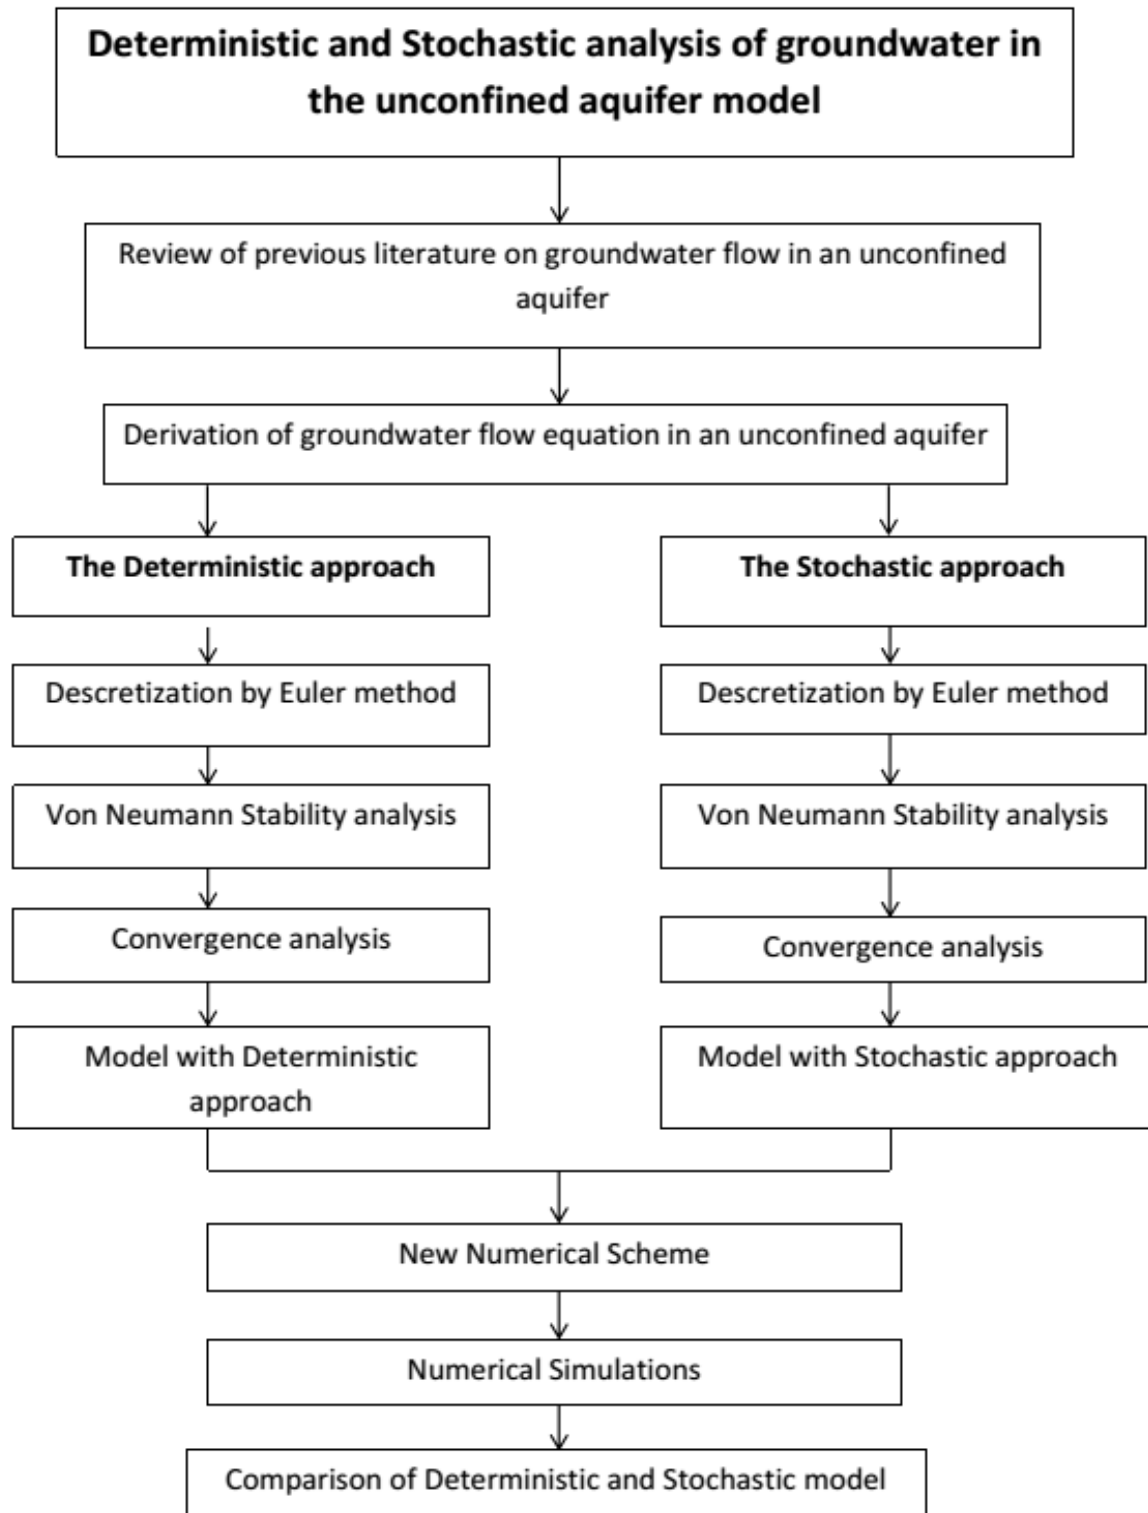 Deterministic and Stochastic analysis of groundwater in
the unconfined aquifer model
Review of previous literature on groundwater flow in an unconfined
aquifer
Derivation of groundwater flow equation in an unconfined aquifer
The Deterministic approach
The Stochastic approach
Descretization by Euler method
Descretization by Euler method
Von Neumann Stability analysis
Von Neumann Stability analysis
Convergence analysis
Convergence analysis
Model with Deterministic
approach
Model with Stochastic approach
New Numerical Scheme
Numerical Simulations
Comparison of Deterministic and Stochastic model